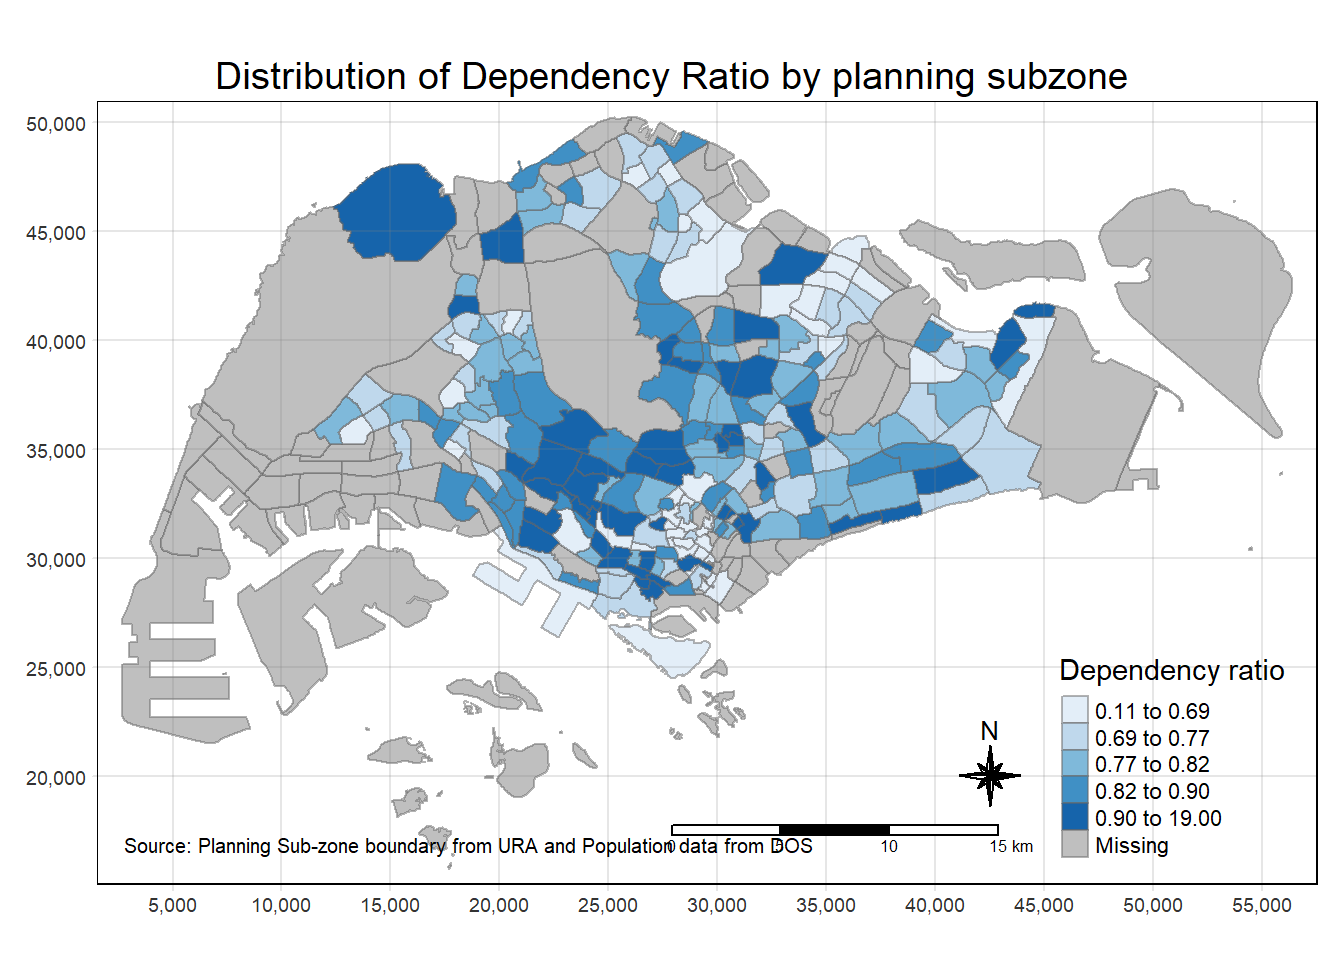 Distribution of Dependency Ratio by planning subzone
50,000
45,000
40,000
35,000
30,000
25,000
20,000
Dependency ratio
0.11 to 0.69
0.69 to 0.77
0.77 to 0.82
0.82 to 0.90
0.90 to 19.00
Missing
N
Source: Planning Sub-zone boundary from URA and Population data from DOS
0 5 10 15 km
5,000 10,000 15,000 20,000 25,000 30,000 35,000 40,000 45,000 50,000 55,000